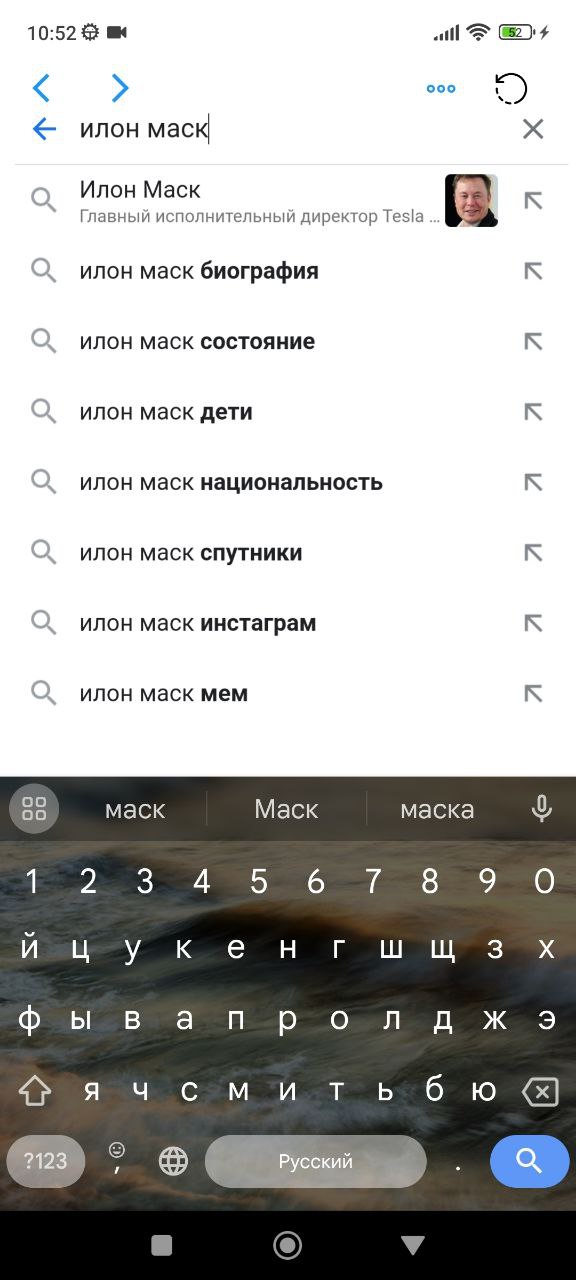 10:52
52
илон маск
Илон Маск
Главный исполнительный директор Tesla ...
илон маск биография
илон маск состояние
илон маск дети
илон маск национальность
илон маск спутники
илон маск инстаграм
илон маск мем
маск Маск маска
1 2 3 4 5 6 7 8 9 0
й ц у к е н г ш щ з х
ф ы в а п р о л д ж э
я ч с м и т ь б ю
?123 , Русский .